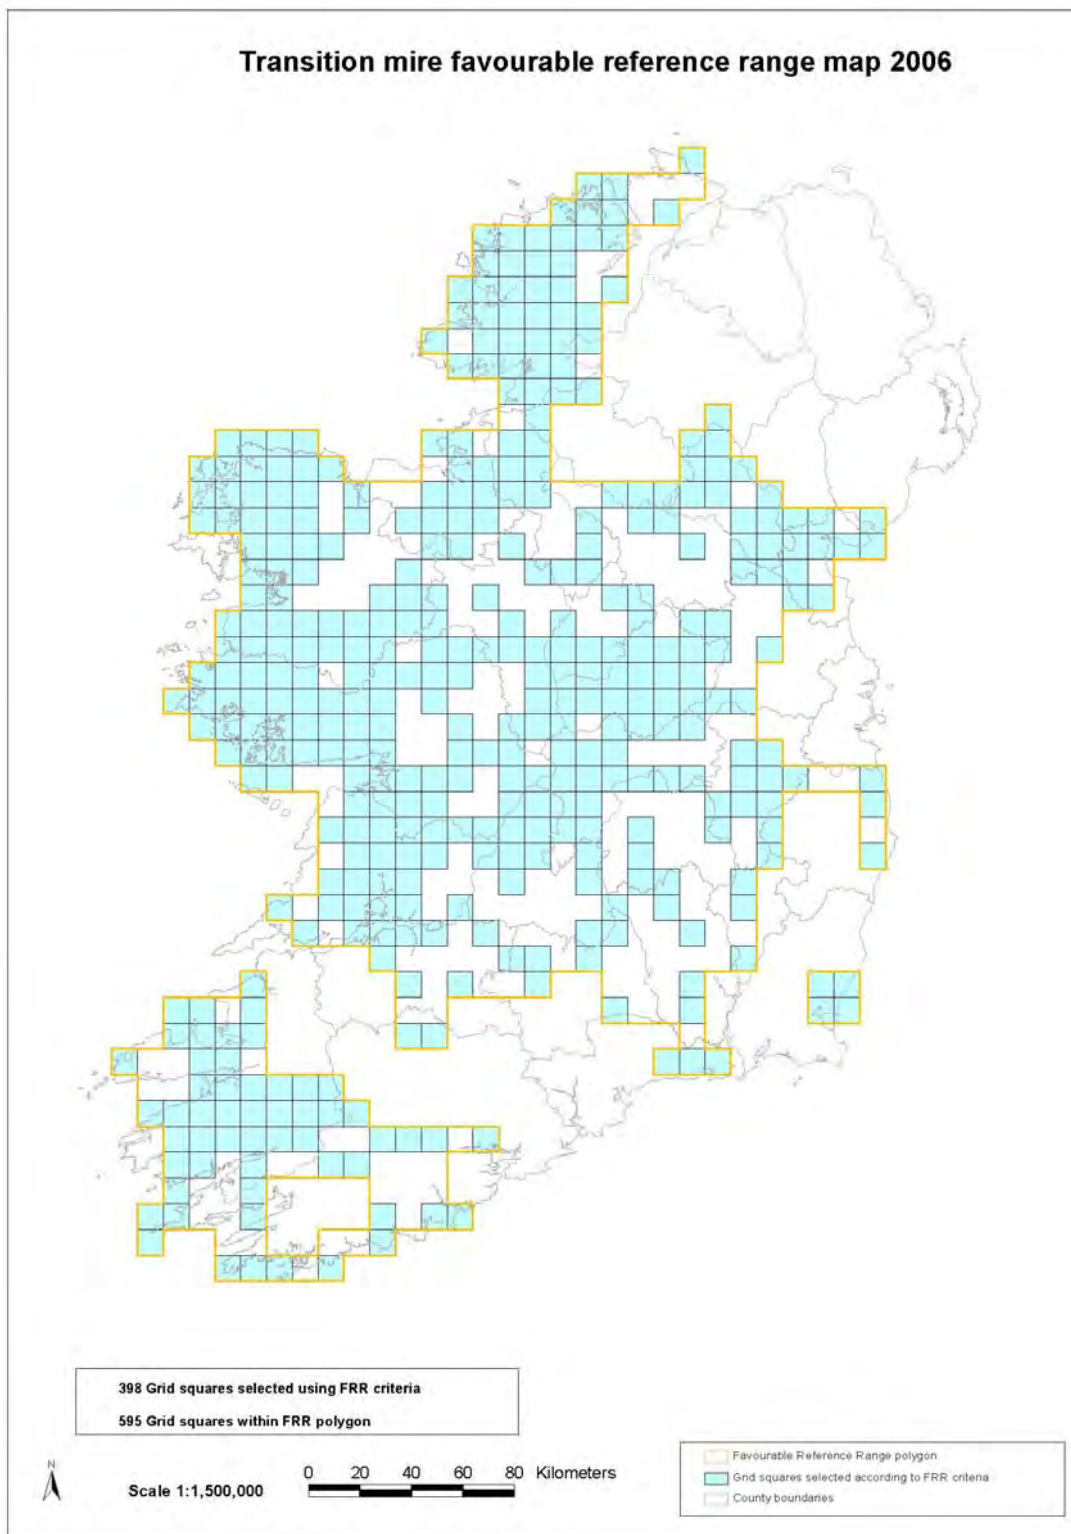 Transition mire favourable reference range map 2006
398 Grid squares selected using FRR criteria
595 Grid squares within FRR polygon
N
Scale 1:1,500,000
0 20 40 60 80 Kilometers
Favourable Reference Range polygon
Grid squares selected according to FRR criteria
County boundaries